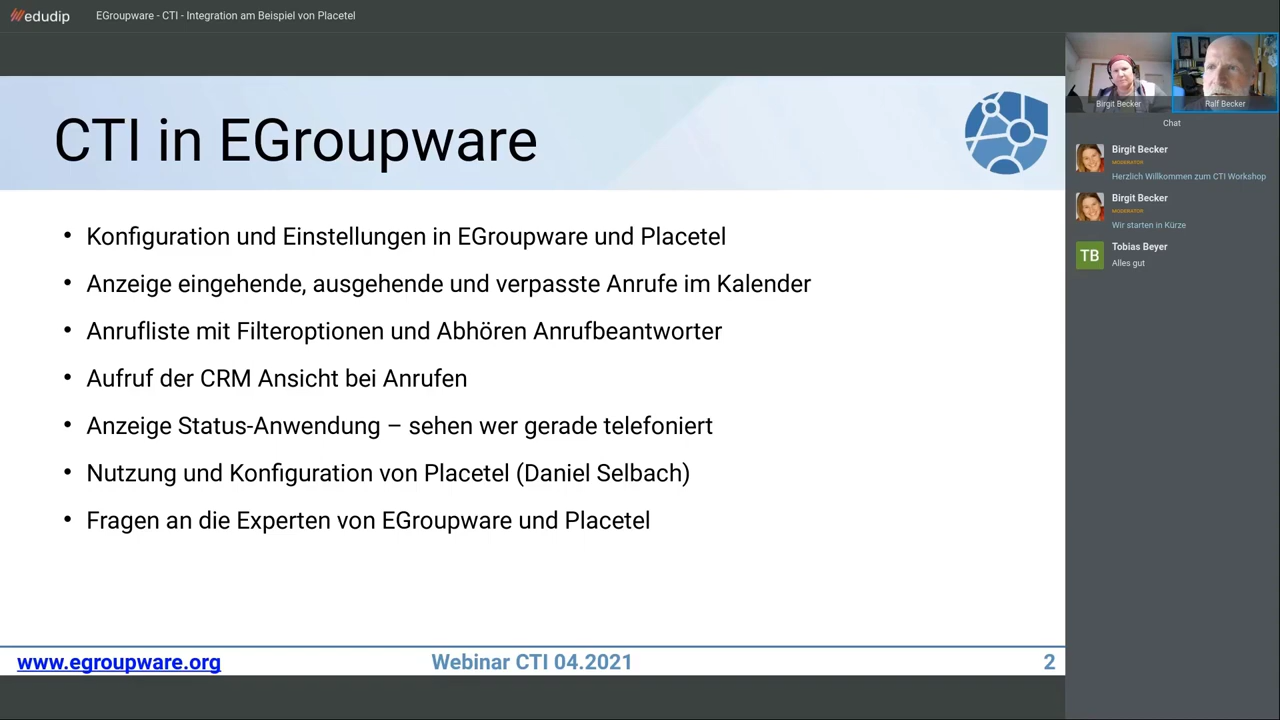 edudip
EGroupware - CTI - Integration am Beispiel von Placetel
CTI in EGroupware
• Konfiguration und Einstellungen in EGroupware und Placetel
• Anzeige eingehende, ausgehende und verpasste Anrufe im Kalender
• Anrufliste mit Filteroptionen und Abhören Anrufbeantworter
• Aufruf der CRM Ansicht bei Anrufen
• Anzeige Status-Anwendung – sehen wer gerade telefoniert
• Nutzung und Konfiguration von Placetel (Daniel Selbach)
• Fragen an die Experten von EGroupware und Placetel
www.egroupware.org
Webinar CTI 04.2021
2
Birgit Becker
Ralf Becker
Chat
Birgit Becker
MODERATOR
Herzlich Willkommen zum CTI Workshop
Birgit Becker
MODERATOR
Wir starten in Kürze
TB
Tobias Beyer
Alles gut